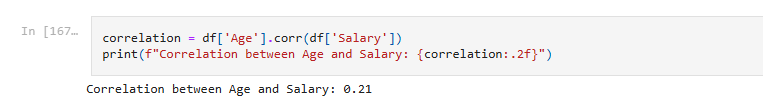 In [167...
correlation = df['Age'].corr(df['Salary'])
print(f"Correlation between Age and Salary: {correlation:.2f}")
Correlation between Age and Salary: 0.21